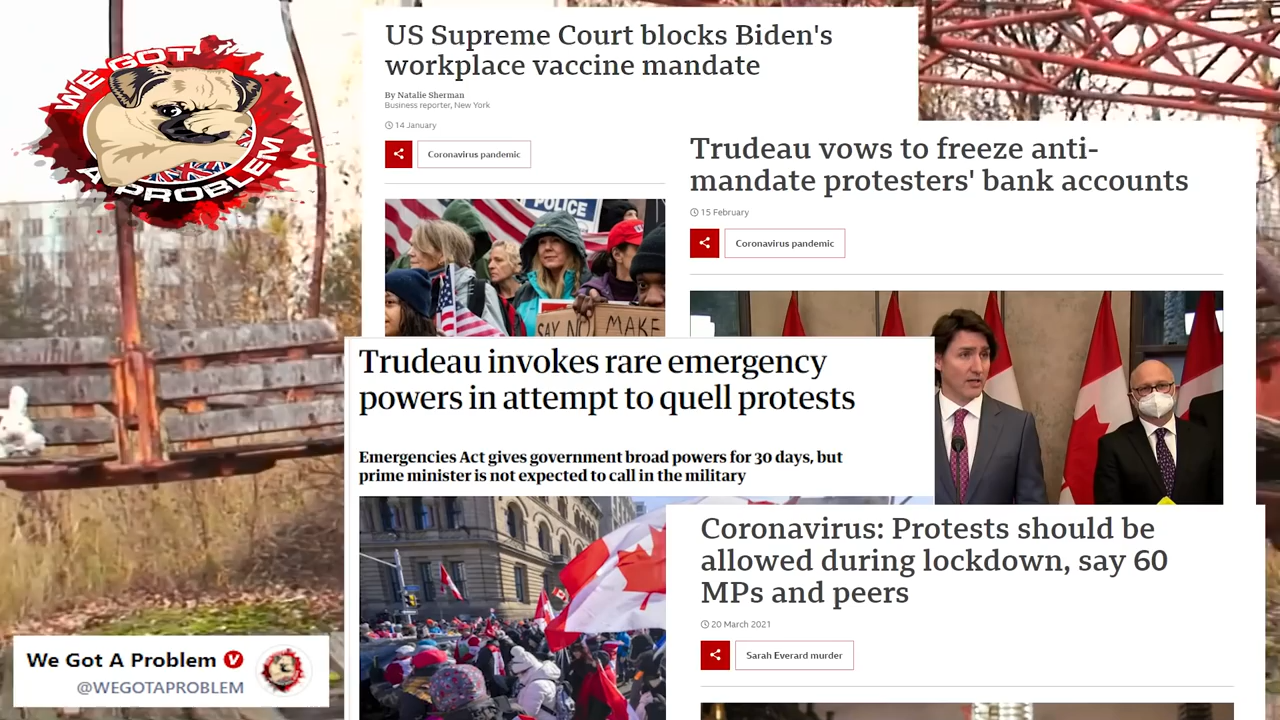 WE GOT
A PROBLEM
US Supreme Court blocks Biden's
workplace vaccine mandate
By Natalie Sherman
Business reporter, New York
14 January
Coronavirus pandemic
POLICE
SAY NO
MAKE
Trudeau vows to freeze anti-
mandate protesters' bank accounts
15 February
Coronavirus pandemic
Trudeau invokes rare emergency
powers in attempt to quell protests
Emergencies Act gives government broad powers for 30 days, but
prime minister is not expected to call in the military
Coronavirus: Protests should be
allowed during lockdown, say 60
MPs and peers
20 March 2021
Sarah Everard murder
We Got A Problem V
@WEGOTAPROBLEM